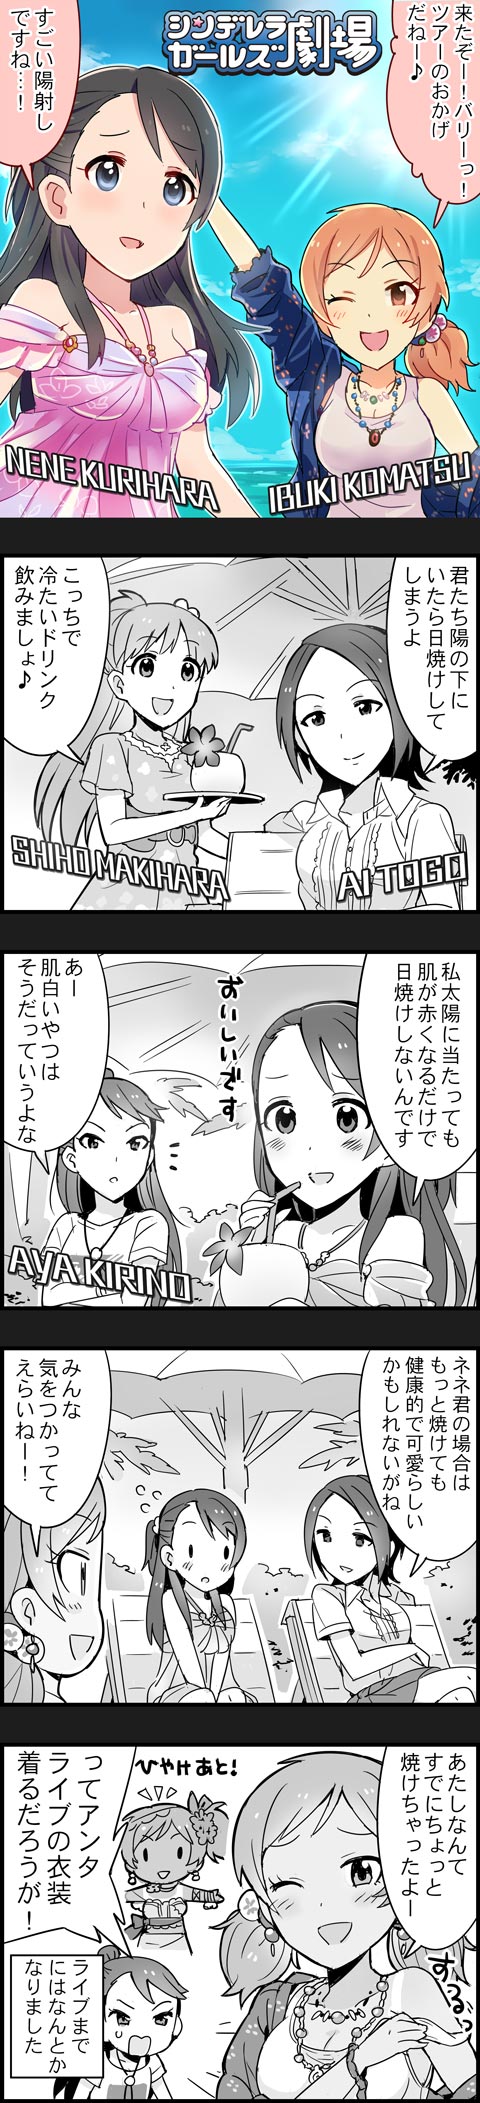 シンデレラ
ガールズ劇場
来たぞー！バリーっ！
ツアーのおかげ
だねー♪
すごい陽射し
ですね…！
NENE KURIHARA
IBUKI KOMATSU
君たち陽の下に
いたら日焼けして
しまうよ
こっちで
冷たいドリンク
飲みましょ♪
SHIHO MAKIHARA
AI TOGO
私太陽に当たっても
肌が赤くなるだけで
日焼けしないんです
おいしいです
あー
肌白いやつは
そうだっていうよな
AYA KIRINO
ネネ君の場合は
もっと焼けても
健康的で可愛らしい
かもしれないがね
みんな
気をつかってて
えらいねー！
あたしなんて
すでにちょっと
焼けちゃったよー
するっ
ひやけあと！
ってアンタ
ライブの衣装
着るだろうが！
ライブまで
にはなんとか
なりました